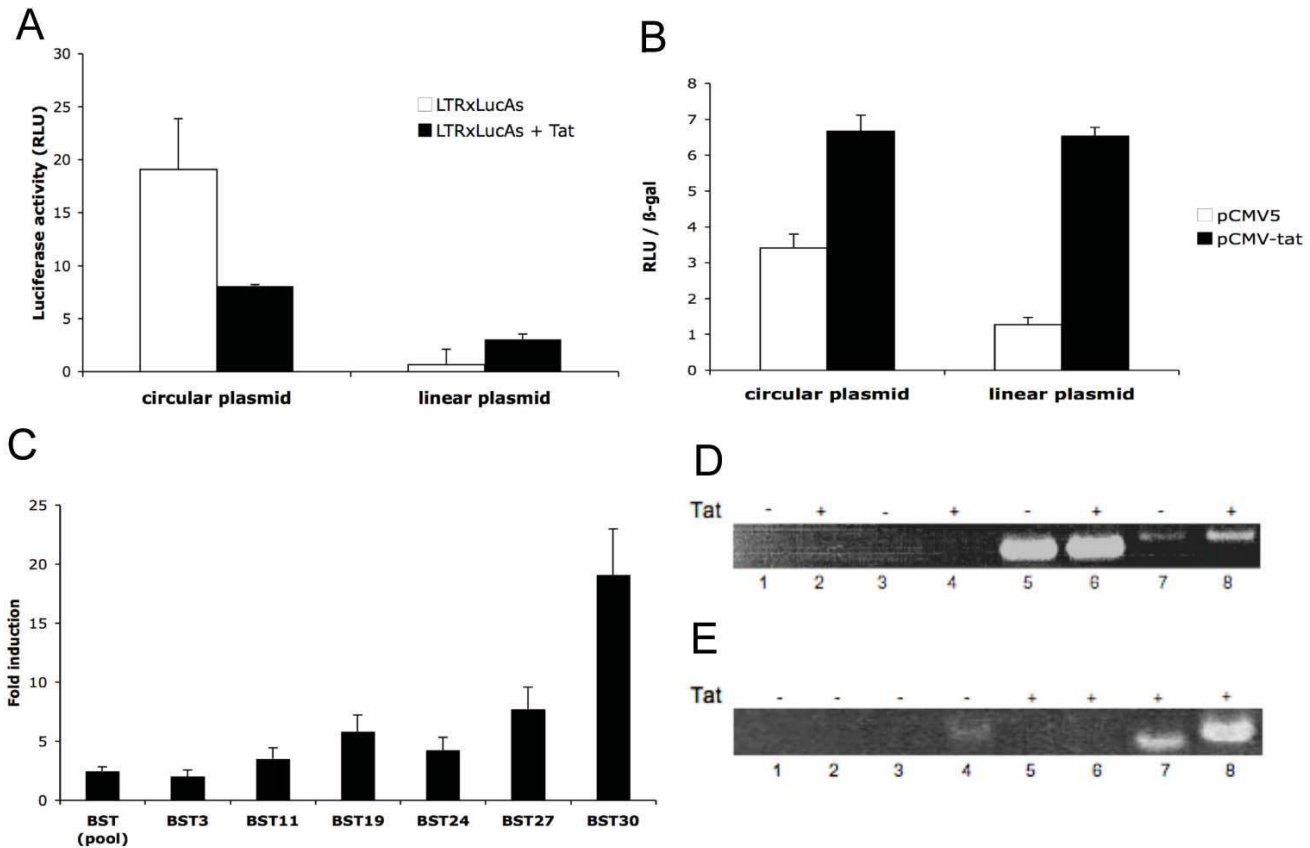 A
30
25
20
15
10
5
0
Luciferase activity (RLU)
LTRxLucAs
LTRxLucAs + Tat
circular plasmid
linear plasmid
B
8
7
6
5
4
3
2
1
0
RLU / ß-gal
pCMV5
pCMV-tat
circular plasmid
linear plasmid
C
25
20
15
10
5
0
Fold induction
BST (pool)
BST3
BST11
BST19
BST24
BST27
BST30
D
Tat - + - + - + - +
1 2 3 4 5 6 7 8
E
Tat - - - - + + + +
1 2 3 4 5 6 7 8